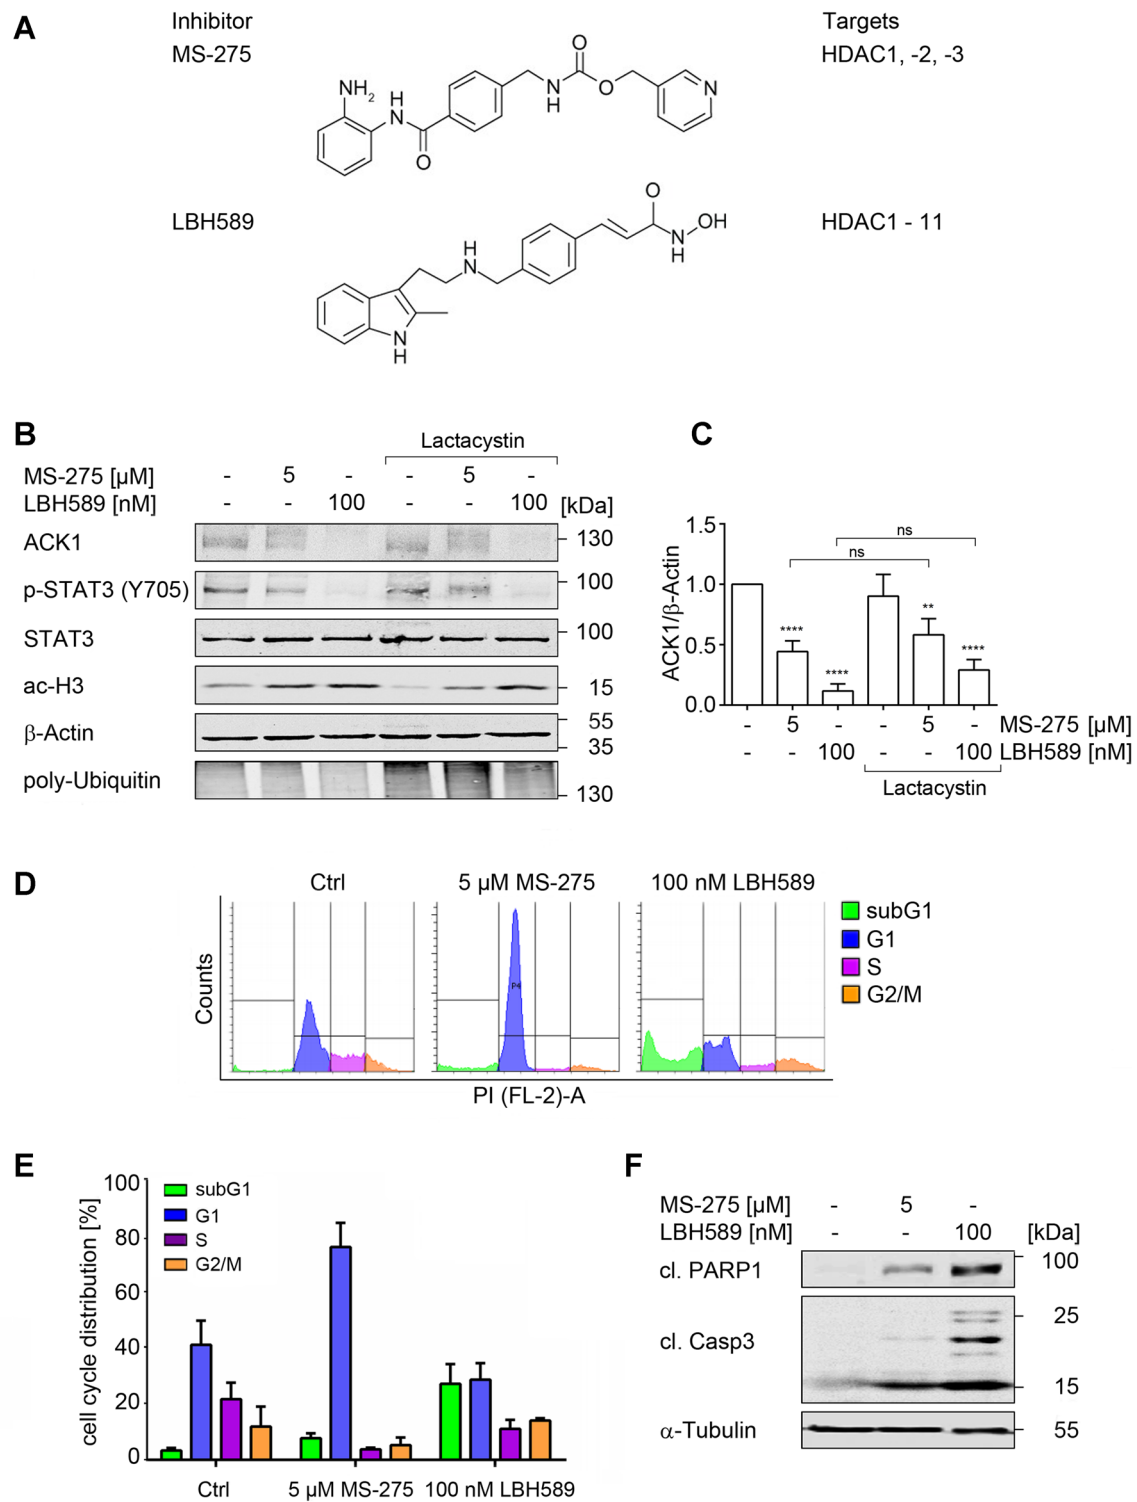 A
Inhibitor
Targets
MS-275
HDAC1, -2, -3
NH2
H
N
O
O
N
H
O
N
LBH589
HDAC1 - 11
O
OH
N
H
H
N
N
H
B
Lactacystin
MS-275 [µM] - 5 - - 5 -
LBH589 [nM] - - 100 - - 100 [kDa]
ACK1 130
p-STAT3 (Y705) 100
STAT3 100
ac-H3 15
β-Actin 55
35
poly-Ubiquitin 130
C
ACK1/β-Actin
1.5
1.0
0.5
0.0
ns
ns
**** **** ** ****
- 5 - - 5 - MS-275 [µM]
- - 100 - - 100 LBH589 [nM]
Lactacystin
D
Ctrl 5 µM MS-275 100 nM LBH589
Counts
subG1
G1
S
G2/M
PI (FL-2)-A
E
cell cycle distribution [%]
100
80
60
40
20
0
subG1
G1
S
G2/M
Ctrl 5 µM MS-275 100 nM LBH589
F
MS-275 [µM] - 5 -
LBH589 [nM] - - 100 [kDa]
cl. PARP1 100
cl. Casp3 25
15
α-Tubulin 55